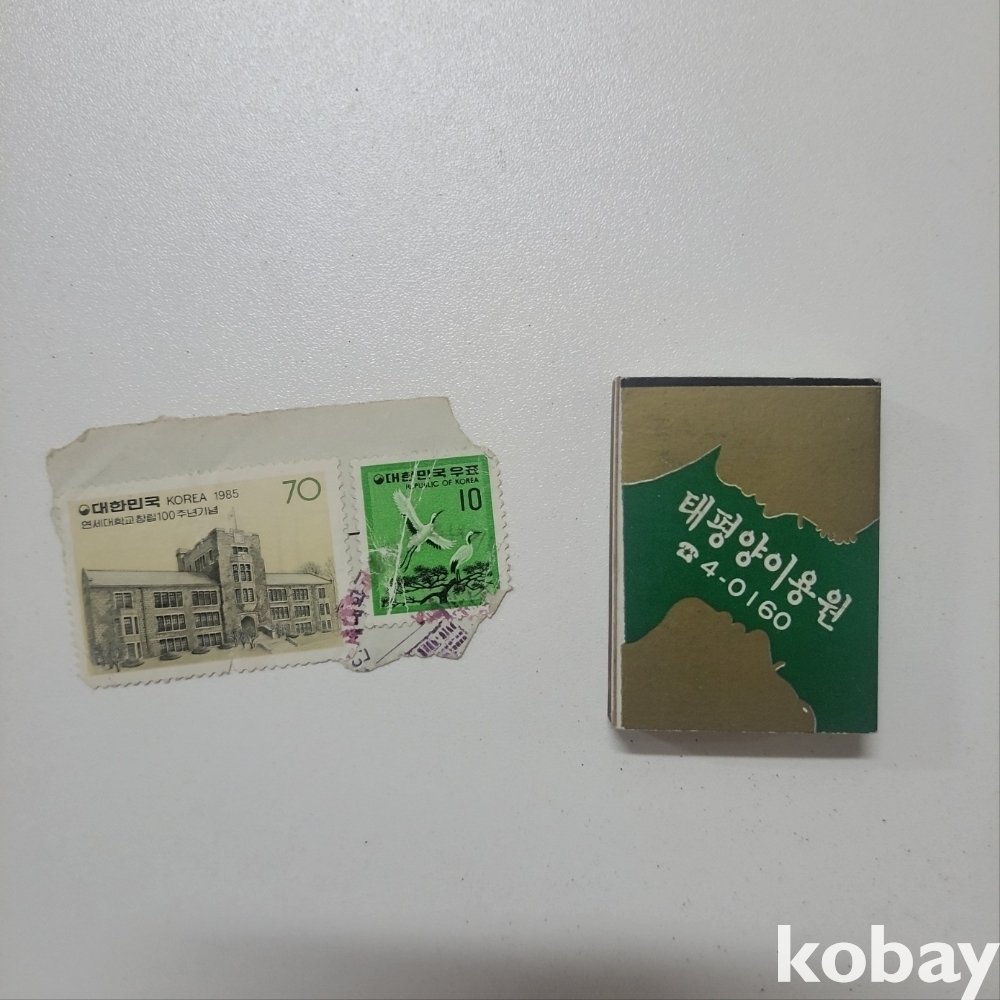 대한민국 KOREA 1985 70
연세대학교창립100주년기념
대한민국 우표
REPUBLIC OF KOREA
10
태평양이용원
☎4-0160
kobay